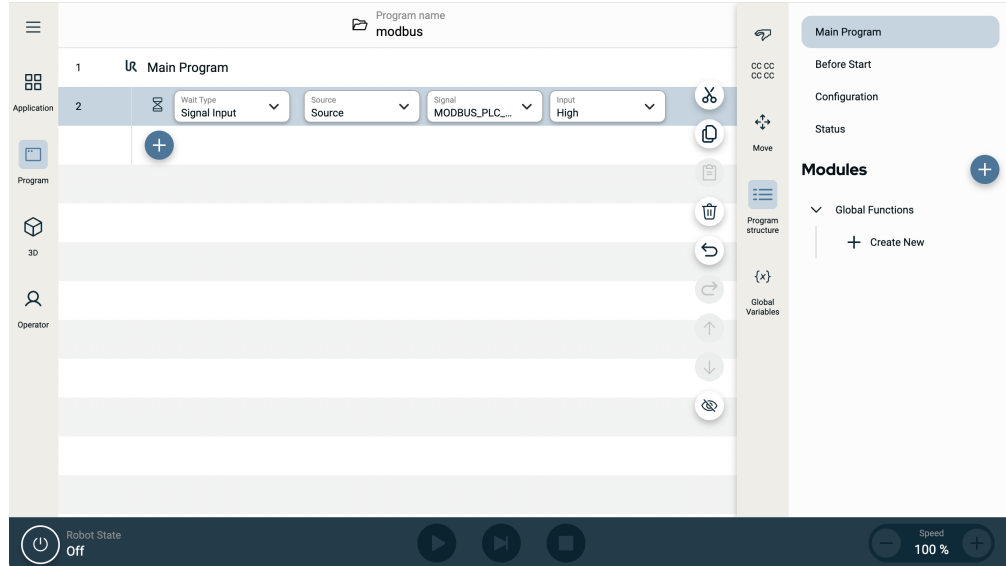 Program name
modbus
Application
Program
3D
Operator
1 Main Program
2
Wait Type
Signal Input
Source
Source
Signal
MODBUS_PLC_...
Input
High
CC CC
CC CC
Move
Program
structure
{x}
Global
Variables
Main Program
Before Start
Configuration
Status
Modules
Global Functions
Create New
Robot State
Off
Speed
100 %